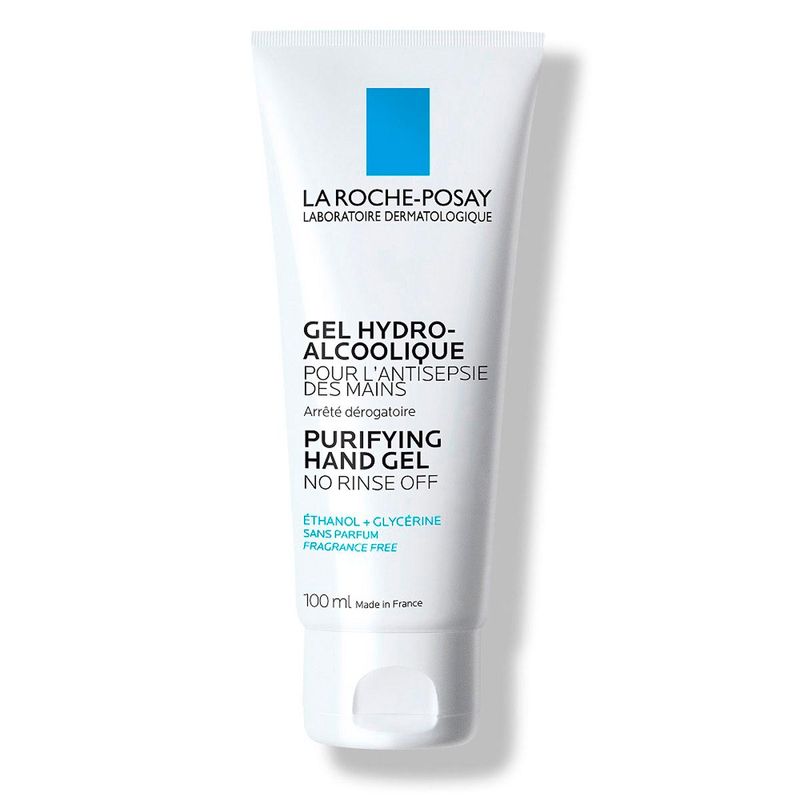 LA ROCHE-POSAY
LABORATOIRE DERMATOLOGIQUE
GEL HYDRO-
ALCOOLIQUE
POUR L'ANTISEPSIE
DES MAINS
Arrêté dérogatoire
PURIFYING
HAND GEL
NO RINSE OFF
ÉTHANOL + GLYCÉRINE
SANS PARFUM
FRAGRANCE FREE
100 ml Made in France